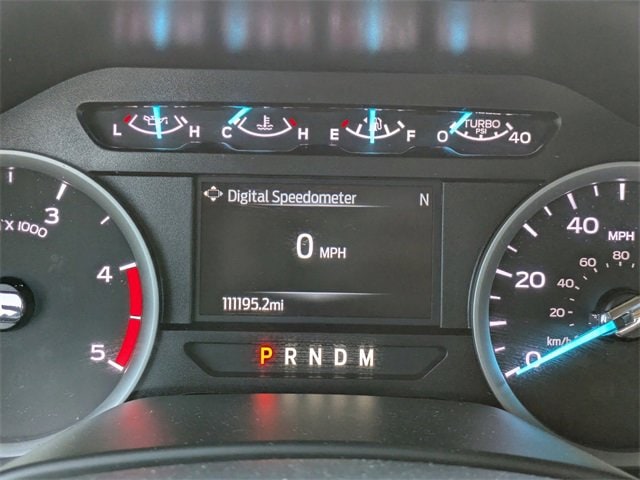 L H C H E F 0 TURBO PSI 40
Digital Speedometer N
0 MPH
111195.2mi
P R N D M
3
X 1000
4
5
40
MPH
80
60
20
40
20
km/h
0